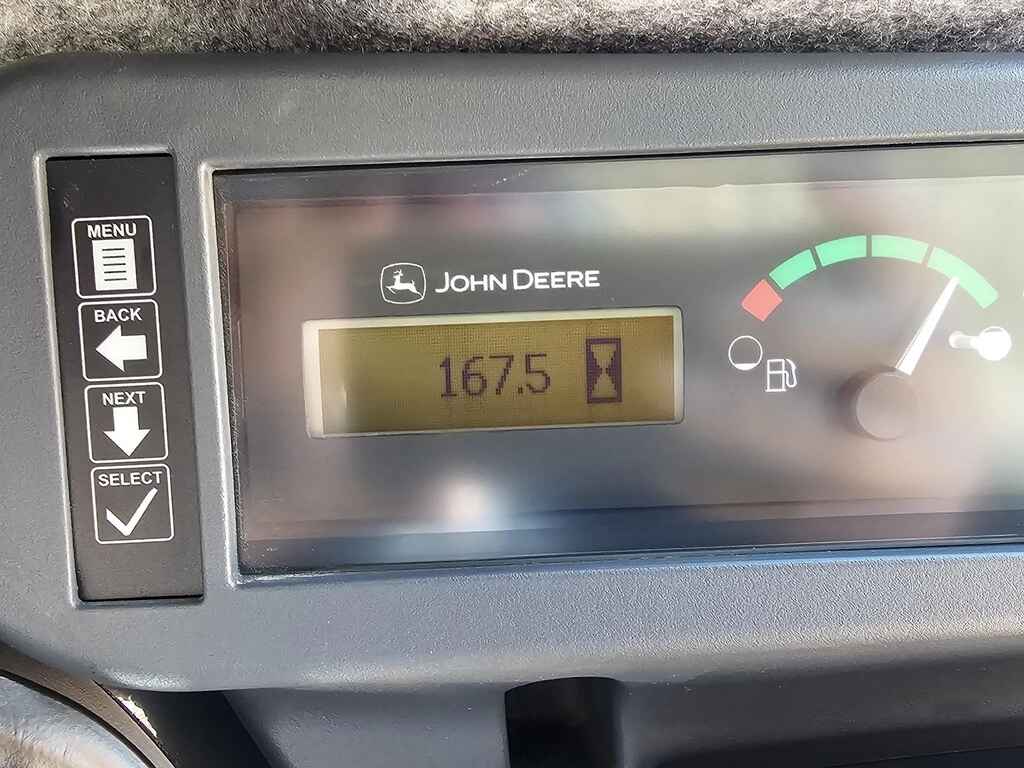 MENU
BACK
NEXT
SELECT
JOHN DEERE
167.5